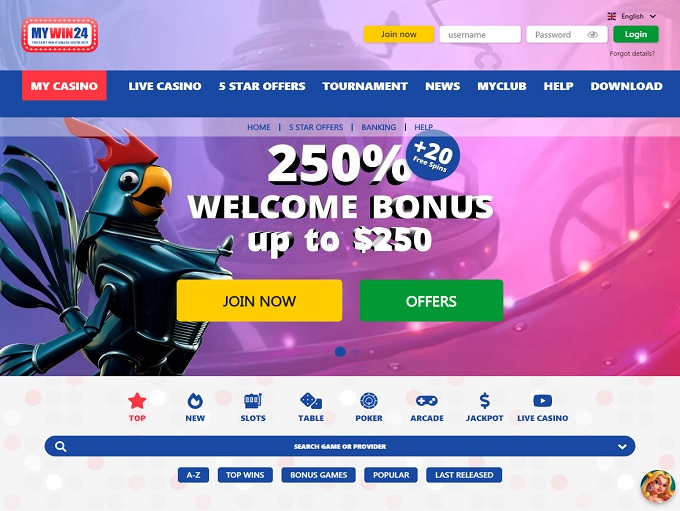 English
MYWIN24
Join now
username
Password
Login
Forgot details?
MY CASINO
LIVE CASINO
5 STAR OFFERS
TOURNAMENT
NEWS
MYCLUB
HELP
DOWNLOAD
HOME | 5 STAR OFFERS | BANKING | HELP
250%
+20
Free Spins
WELCOME BONUS
up to $250
JOIN NOW
OFFERS
TOP
NEW
SLOTS
TABLE
POKER
ARCADE
JACKPOT
LIVE CASINO
SEARCH GAME OR PROVIDER
A-Z
TOP WINS
BONUS GAMES
POPULAR
LAST RELEASED